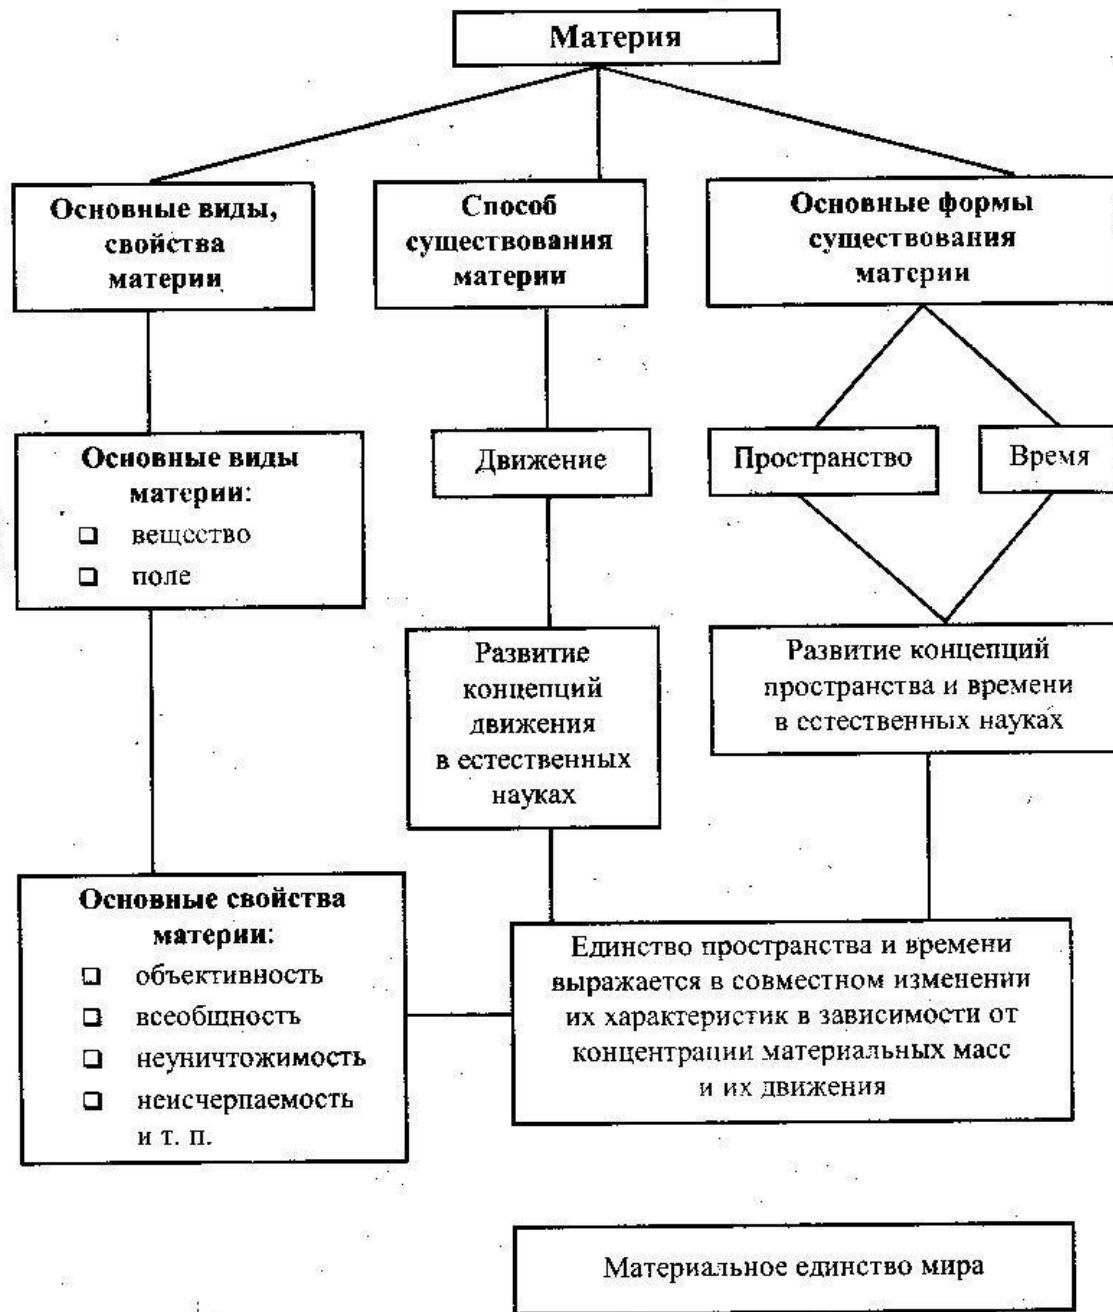 Материя
Основные виды,
свойства
материи
Способ
существования
материи
Основные формы
существования
материи
Основные виды
материи:
вещество
поле
Движение
Пространство
Время
Развитие
концепций
движения
в естественных
науках
Развитие концепций
пространства и времени
в естественных науках
Основные свойства
материи:
объективность
всеобщность
неуничтожимость
неисчерпаемость
и т. п.
Единство пространства и времени
выражается в совместном изменении
их характеристик в зависимости от
концентрации материальных масс
и их движения
Материальное единство мира